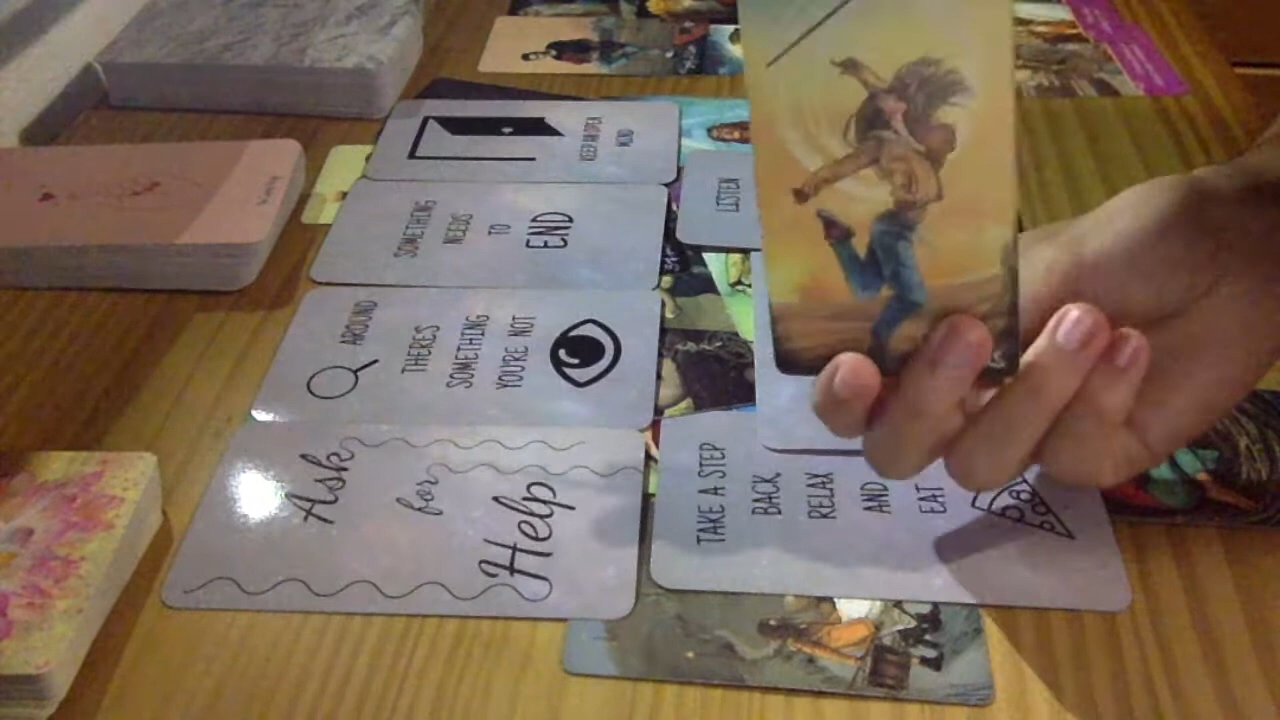 KEEP AN OPEN
MIND
LISTEN
SOMETHING
NEEDS
TO
END
AROUND
THERES
SOMETHING
YOU'RE NOT
Ask
for
Help
TAKE A STEP
BACK
RELAX
AND
EAT